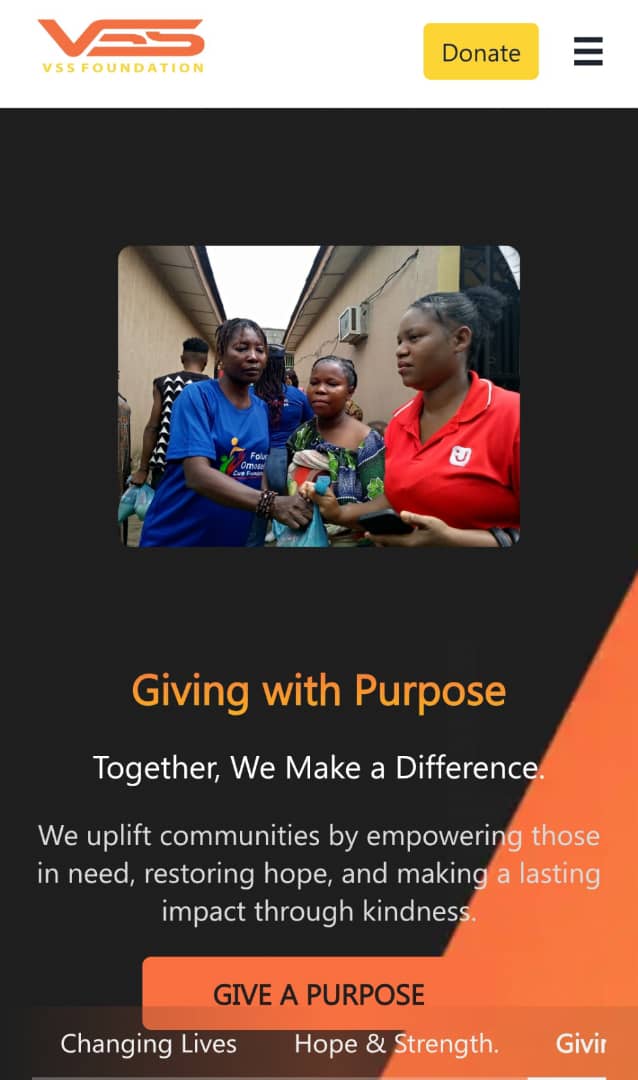 VSS
VSS FOUNDATION
Donate
Giving with Purpose
Together, We Make a Difference.
We uplift communities by empowering those
in need, restoring hope, and making a lasting
impact through kindness.
GIVE A PURPOSE
Changing Lives
Hope & Strength.